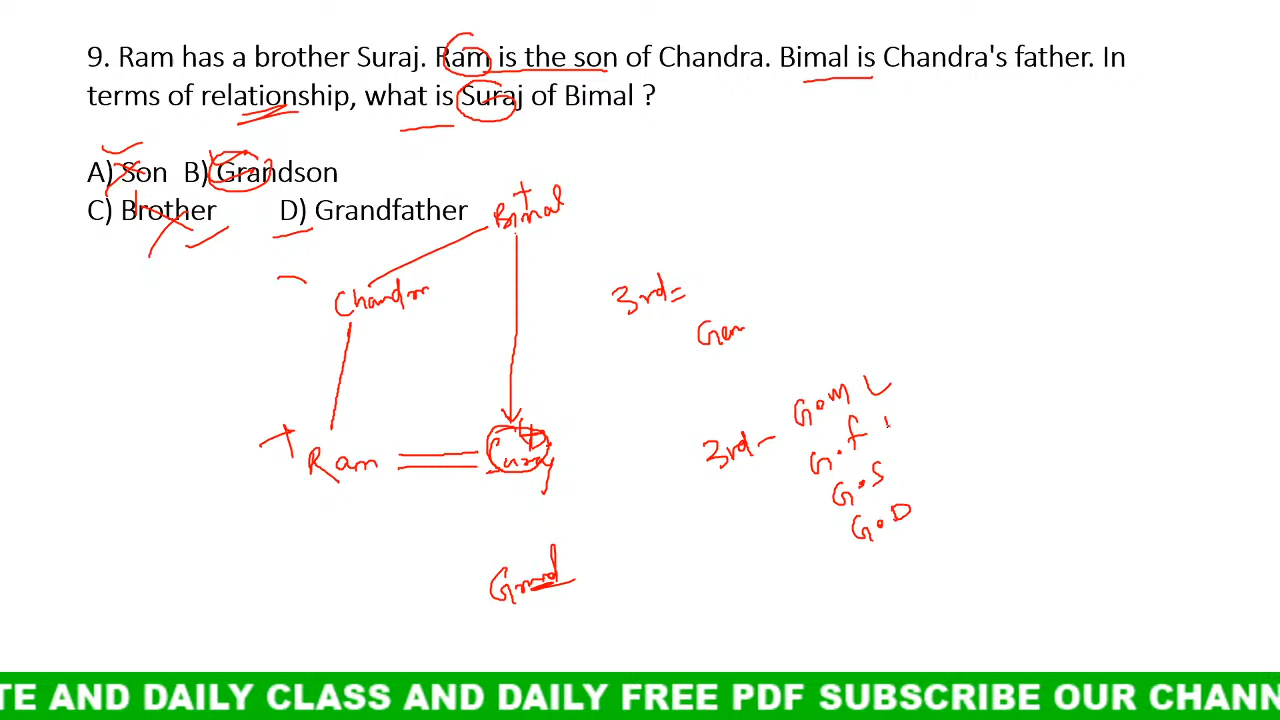 9. Ram has a brother Suraj. Ram is the son of Chandra. Bimal is Chandra's father. In
terms of relationship, what is Suraj of Bimal ?
A) Son B) Grandson
C) Brother D) Grandfather
Bimal
Chandra
3rd=
Gen
G.M
3rd - G.f
G.S
G.D
Ram
Grand
TE AND DAILY CLASS AND DAILY FREE PDF SUBSCRIBE OUR CHANN